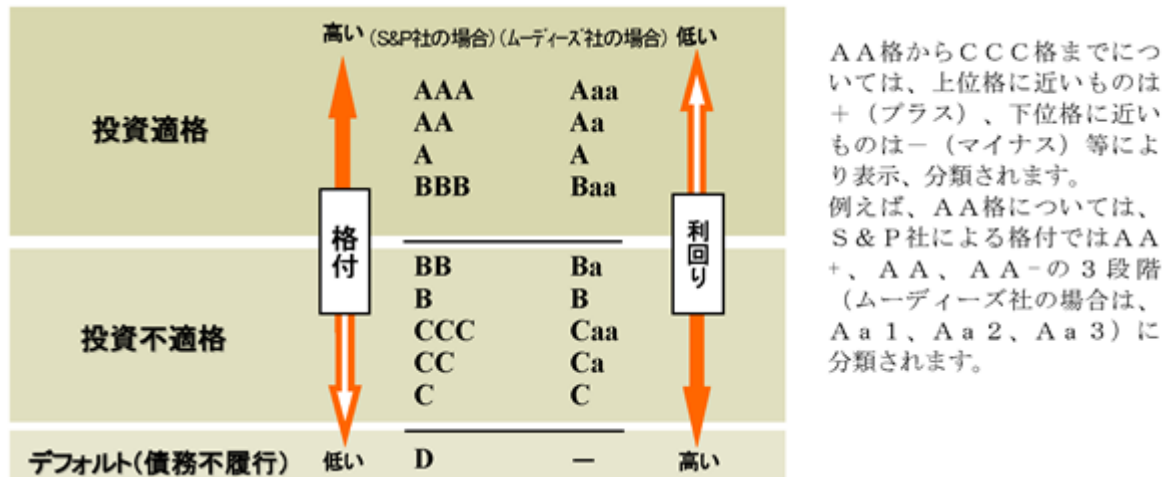 高い (S&P社の場合) (ムーディーズ社の場合) 低い
投資適格
AAA Aaa
AA Aa
A A
BBB Baa
格付
利回り
投資不適格
BB Ba
B B
CCC Caa
CC Ca
C C
デフォルト(債務不履行) 低い D － 高い
AA格からCCC格までにつ
いては、上位格に近いものは
+(プラス)、下位格に近い
ものは－(マイナス)等によ
り表示、分類されます。
例えば、AA格については、
S&P社による格付ではAA
+、AA、AA-の3段階
(ムーディーズ社の場合は、
Aa1、Aa2、Aa3)に
分類されます。